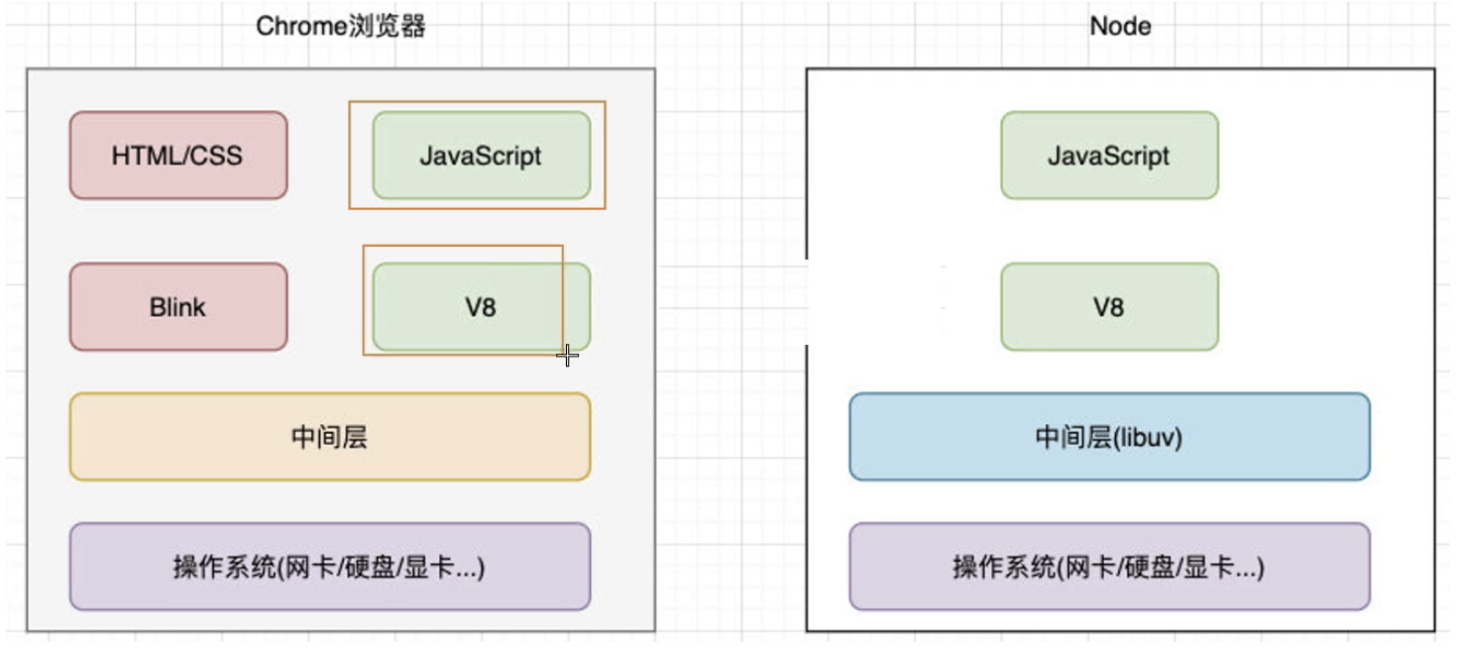 Chrome浏览器
HTML/CSS
JavaScript
Blink
V8
中间层
操作系统(网卡/硬盘/显卡...)
Node
JavaScript
V8
中间层(libuv)
操作系统(网卡/硬盘/显卡...)